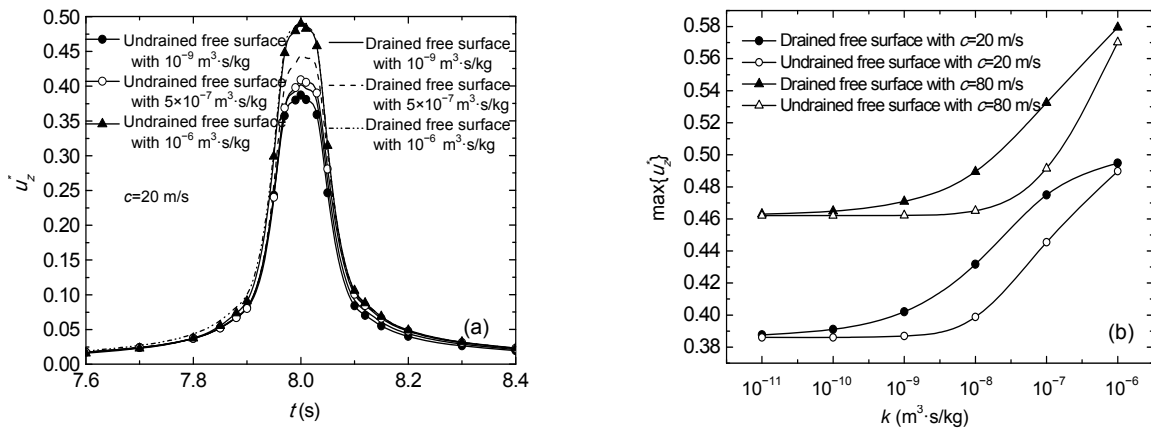 0.50
0.45
0.40
0.35
0.30
0.25
0.20
0.15
0.10
0.05
0.00
u_z^*
Undrained free surface
with 10⁻⁹ m³·s/kg
Undrained free surface
with 5×10⁻⁷ m³·s/kg
Undrained free surface
with 10⁻⁶ m³·s/kg
Drained free surface
with 10⁻⁹ m³·s/kg
Drained free surface
with 5×10⁻⁷ m³·s/kg
Drained free surface
with 10⁻⁶ m³·s/kg
c=20 m/s
(a)
7.6 7.8 8.0 8.2 8.4
t (s)
0.58
0.56
0.54
0.52
0.50
0.48
0.46
0.44
0.42
0.40
0.38
max{u_z^*}
Drained free surface with c=20 m/s
Undrained free surface with c=20 m/s
Drained free surface with c=80 m/s
Undrained free surface with c=80 m/s
(b)
10⁻¹¹ 10⁻¹⁰ 10⁻⁹ 10⁻⁸ 10⁻⁷ 10⁻⁶
k (m³·s/kg)